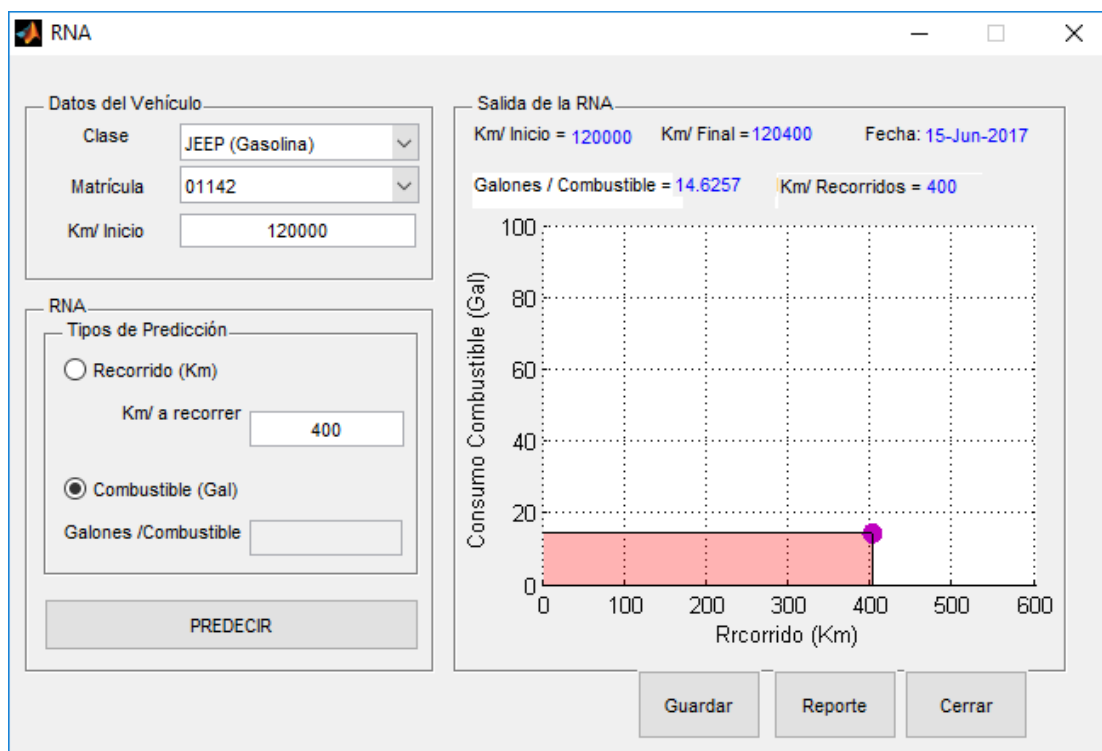 RNA
Datos del Vehículo
Clase
JEEP (Gasolina)
Matrícula
01142
Km/ Inicio
120000
RNA
Tipos de Predicción
Recorrido (Km)
Km/ a recorrer
400
Combustible (Gal)
Galones /Combustible
PREDECIR
Salida de la RNA
Km/ Inicio = 120000 Km/ Final = 120400 Fecha: 15-Jun-2017
Galones / Combustible = 14.6257 Km/ Recorridos = 400
Consumo Combustible (Gal)
100
80
60
40
20
0
0 100 200 300 400 500 600
Rrcorrido (Km)
Guardar Reporte Cerrar